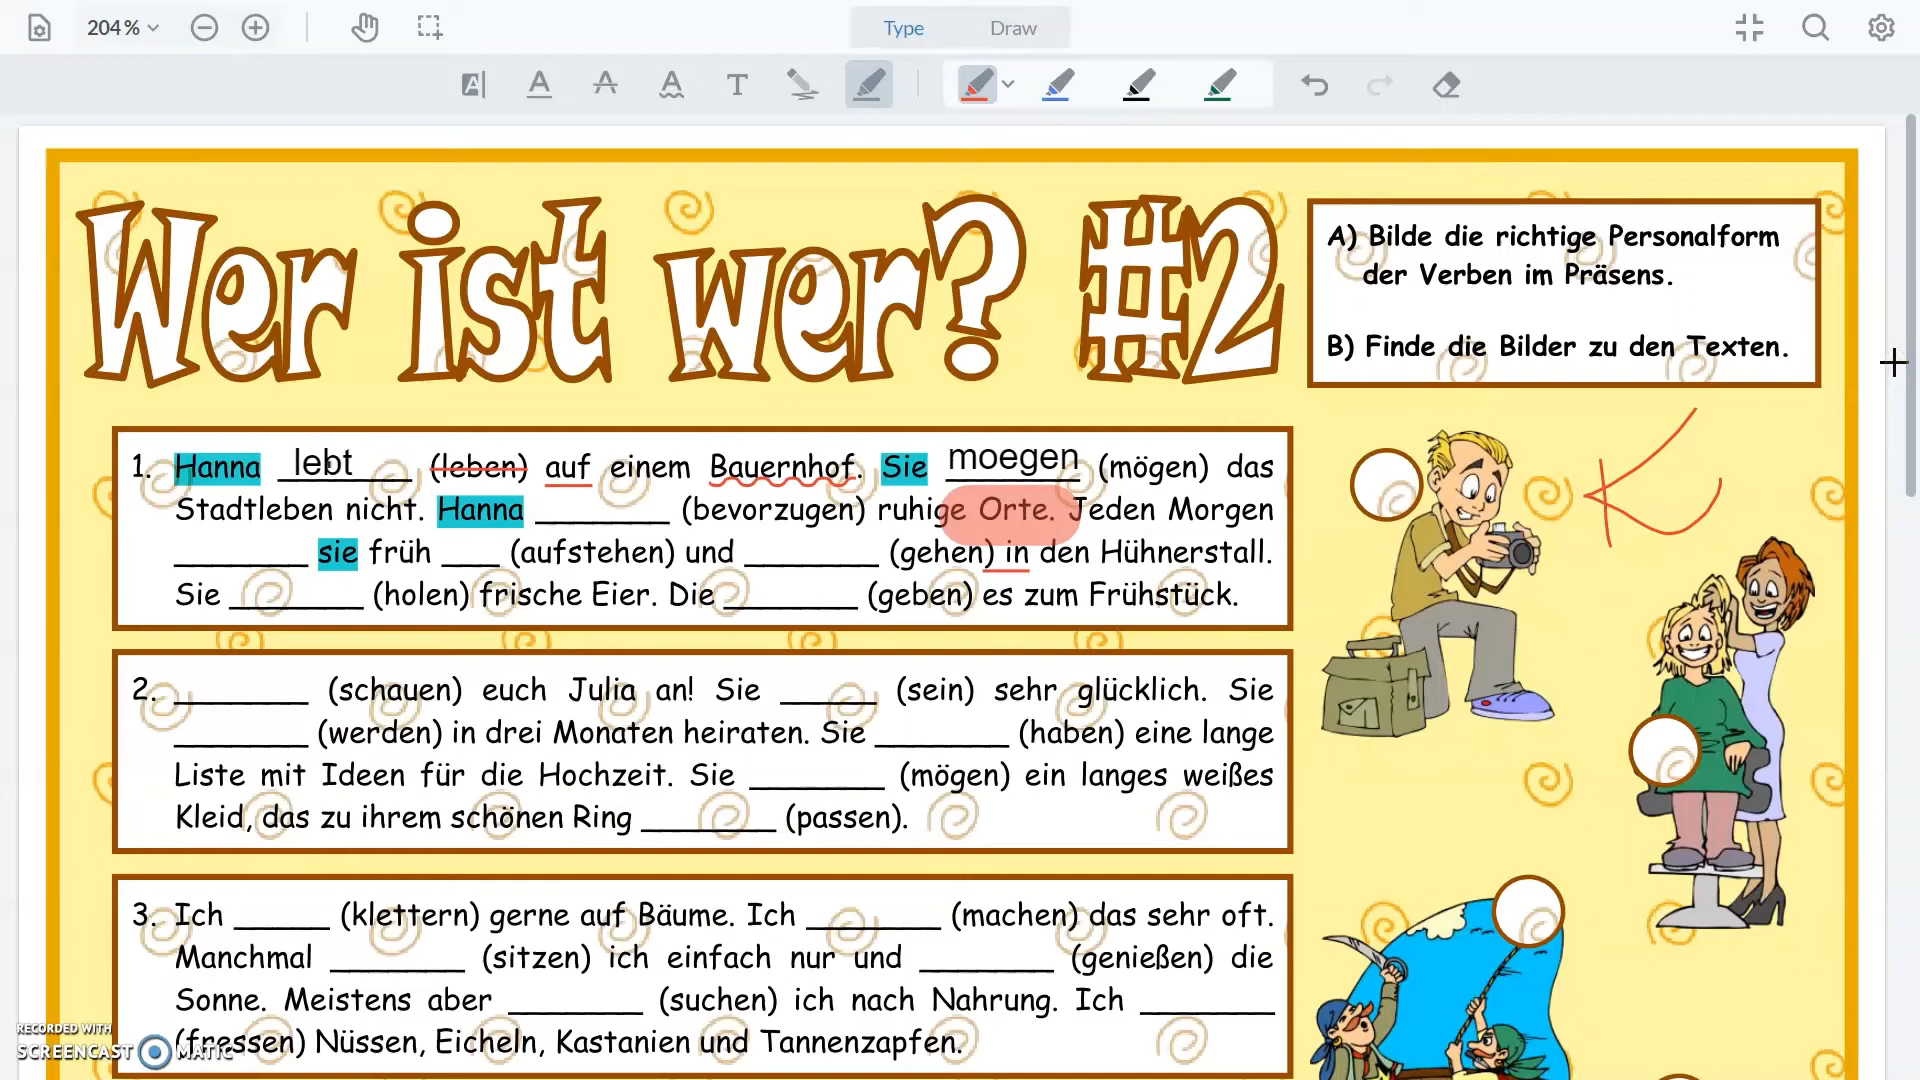 204%
Type Draw
Wer ist wer? #2
A) Bilde die richtige Personalform
der Verben im Präsens.
B) Finde die Bilder zu den Texten.
1. Hanna lebt (leben) auf einem Bauernhof. Sie moegen (mögen) das
Stadtleben nicht. Hanna ________ (bevorzugen) ruhige Orte. Jeden Morgen
________ sie früh ____ (aufstehen) und ________ (gehen) in den Hühnerstall.
Sie ________ (holen) frische Eier. Die ________ (geben) es zum Frühstück.
2. ________ (schauen) euch Julia an! Sie ______ (sein) sehr glücklich. Sie
________ (werden) in drei Monaten heiraten. Sie ________ (haben) eine lange
Liste mit Ideen für die Hochzeit. Sie ________ (mögen) ein langes weißes
Kleid, das zu ihrem schönen Ring ________ (passen).
3. Ich ______ (klettern) gerne auf Bäume. Ich ________ (machen) das sehr oft.
Manchmal ________ (sitzen) ich einfach nur und ________ (genießen) die
Sonne. Meistens aber ________ (suchen) ich nach Nahrung. Ich ________
(fressen) Nüssen, Eicheln, Kastanien und Tannenzapfen.
K
RECORDED WITH
SCREENCAST MATIC